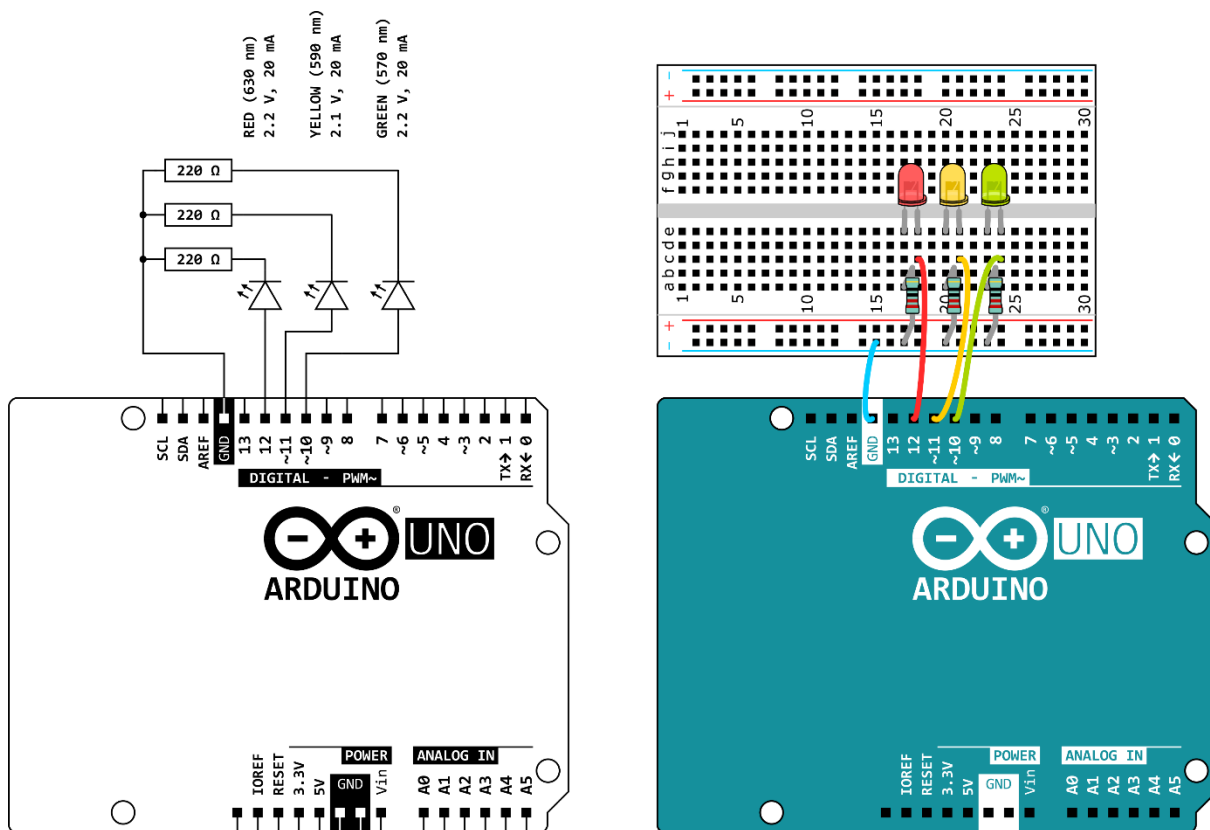 RED (630 nm)
2.2 V, 20 mA
YELLOW (590 nm)
2.1 V, 20 mA
GREEN (570 nm)
2.2 V, 20 mA
220 Ω
220 Ω
220 Ω
SCL
SDA
AREF
GND
13
12
~11
~10
~9
8
7
~6
~5
4
~3
2
TX→ 1
RX← 0
DIGITAL - PWM~
− + ® UNO
ARDUINO
IOREF
RESET
3.3V
5V
GND
Vin
POWER
ANALOG IN
A0
A1
A2
A3
A4
A5
−
+
1 5 10 15 20 25 30
f g h i j
a b c d e
1 5 10 15 20 25 30
+
−
SCL
SDA
AREF
GND
13
12
~11
~10
~9
8
7
~6
~5
4
~3
2
TX→ 1
RX← 0
DIGITAL - PWM~
− + ® UNO
ARDUINO
IOREF
RESET
3.3V
5V
GND
Vin
POWER
ANALOG IN
A0
A1
A2
A3
A4
A5